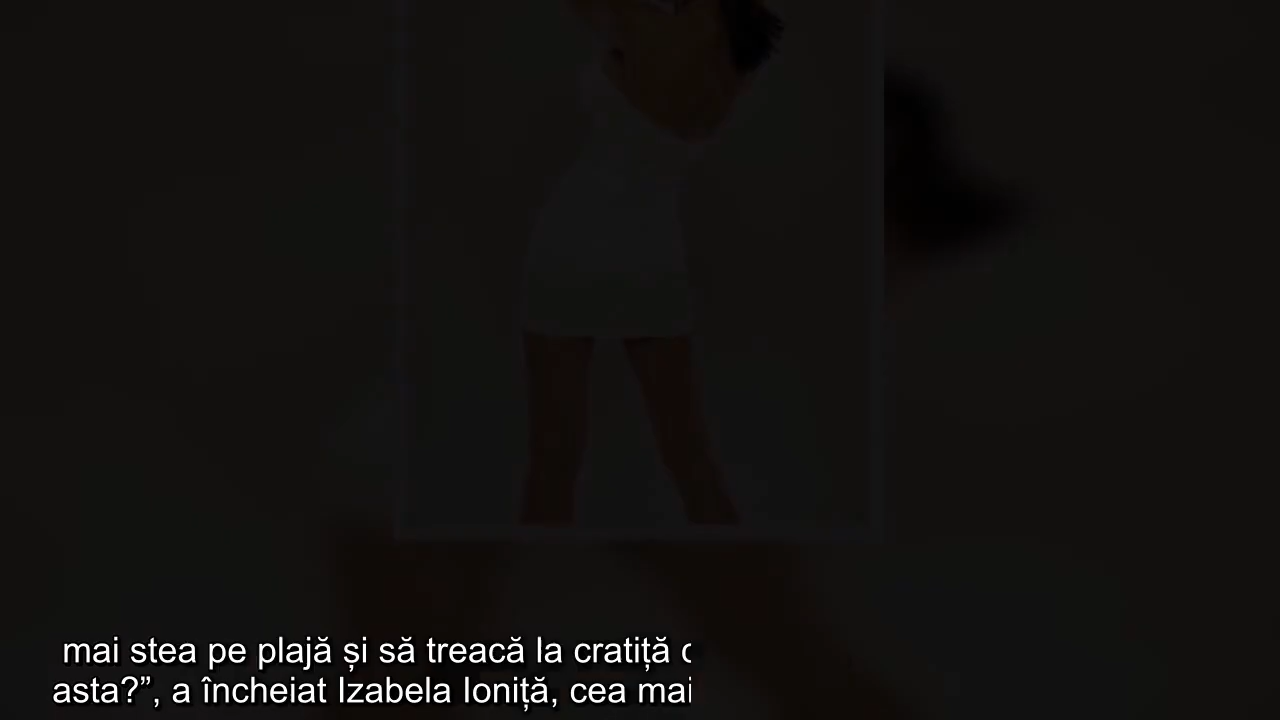 mai stea pe plajă și să treacă la cratiță
asta?”, a încheiat Izabela Ioniță, cea mai